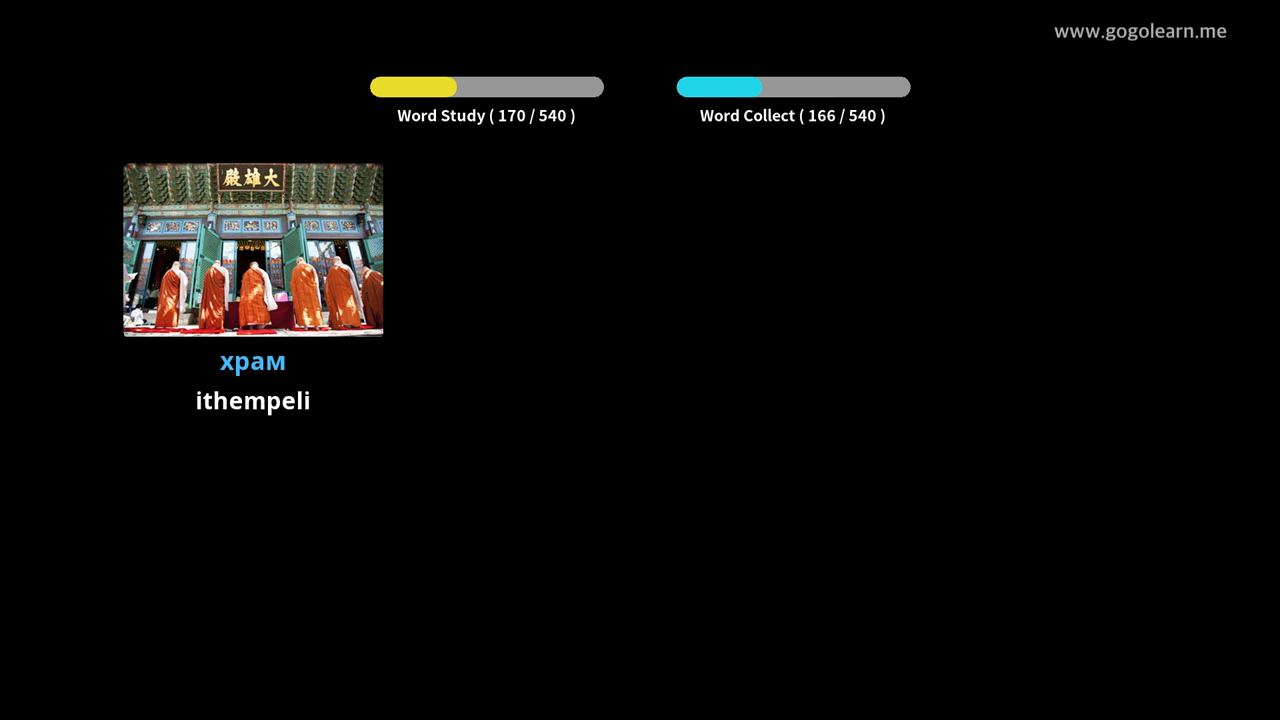 www.gogolearn.me
Word Study ( 170 / 540 )
Word Collect ( 166 / 540 )
殿雄大
храм
ithempeli